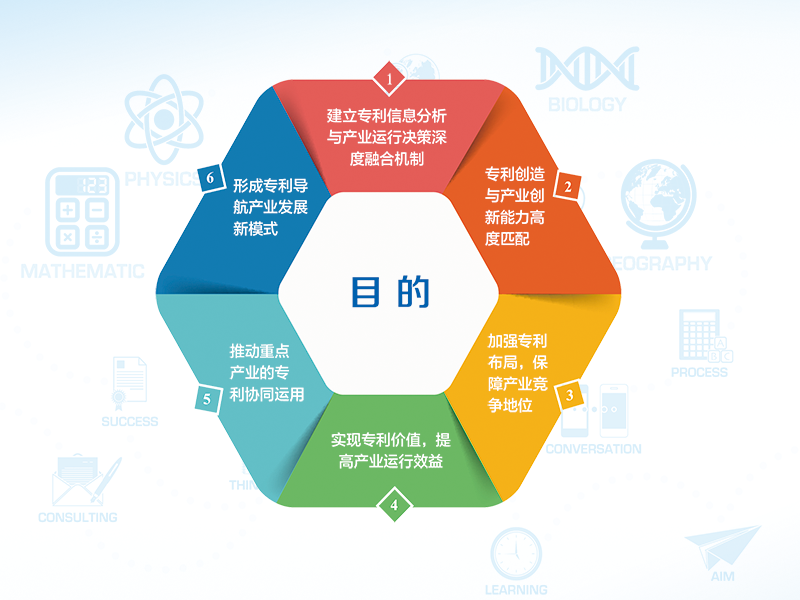 目的
1
建立专利信息分析
与产业运行决策深
度融合机制
2
专利创造
与产业创
新能力高
度匹配
3
加强专利
布局，保
障产业竞
争地位
4
实现专利价值，提
高产业运行效益
5
推动重点
产业的专
利协同运用
6
形成专利导
航产业发展
新模式
BIOLOGY
PHYSICS
123
MATHEMATIC
EOGRAPHY
A
B C
PROCESS
SUCCESS
CONVERSATION
THIN
CONSULTING
LEARNING
AIM